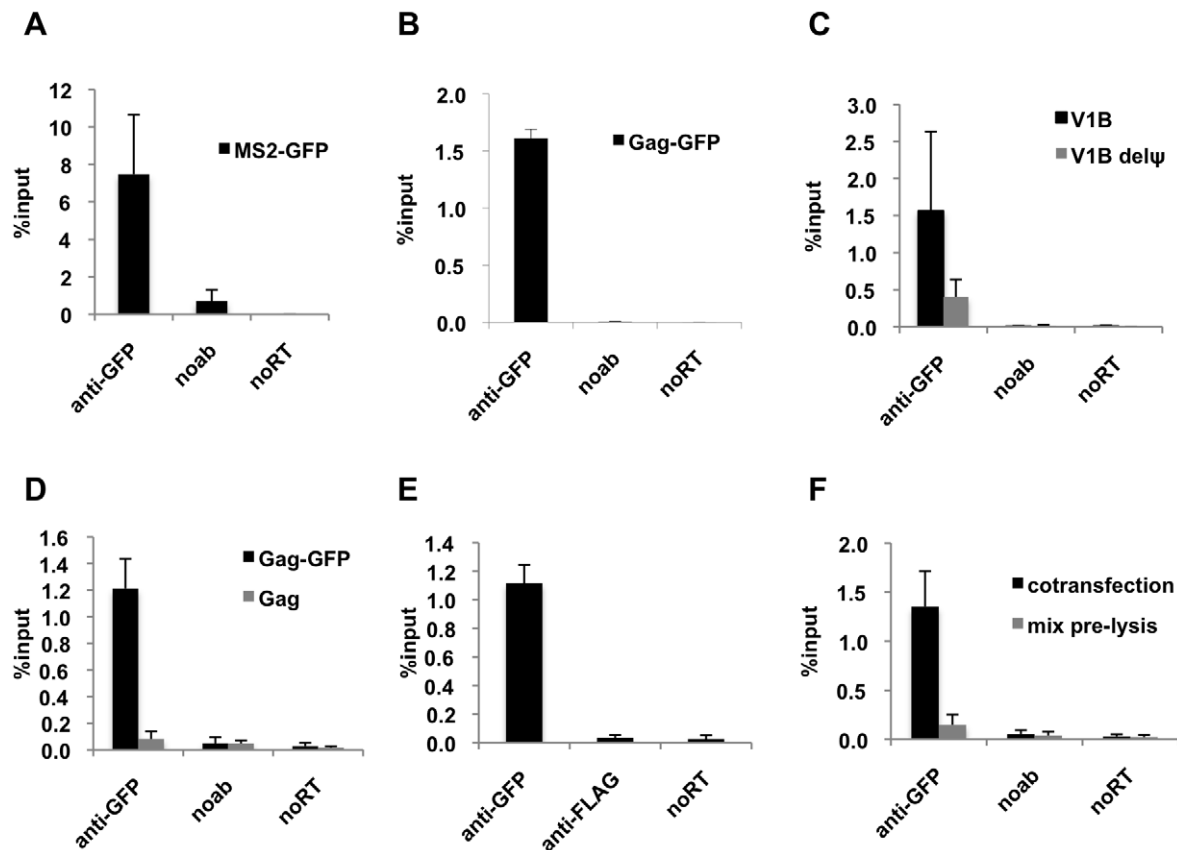 A
12
10
8
6
4
2
0
%input
MS2-GFP
anti-GFP
noab
noRT
B
2.0
1.5
1.0
0.5
0.0
%input
Gag-GFP
anti-GFP
noab
noRT
C
3.0
2.5
2.0
1.5
1.0
0.5
0.0
%input
V1B
V1B delψ
anti-GFP
noab
noRT
D
1.6
1.4
1.2
1.0
0.8
0.6
0.4
0.2
0.0
%input
Gag-GFP
Gag
anti-GFP
noab
noRT
E
1.4
1.2
1.0
0.8
0.6
0.4
0.2
0.0
%input
anti-GFP
anti-FLAG
noRT
F
2.0
1.5
1.0
0.5
0.0
%input
cotransfection
mix pre-lysis
anti-GFP
noab
noRT